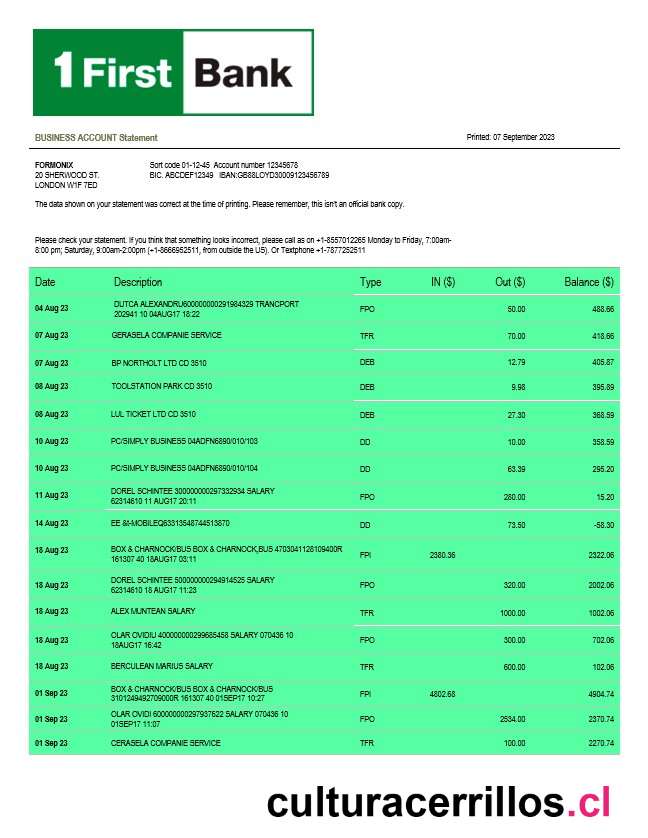 1 First Bank
BUSINESS ACCOUNT Statement
Printed: 07 September 2023
FORMONIX
Sort code 01-12-45 Account number 12345678
20 SHERWOOD ST.
BIC. ABCDEF12349 IBAN:GB88LOYD30009123456789
LONDON W1F 7ED
The data shown on your statement was correct at the time of printing. Please remember, this isn't an official bank copy.
Please check your statement. If you think that something looks incorrect, please call as on +1-8557012265 Monday to Friday, 7:00am-
8:00 pm; Saturday, 9:00am-2:00pm (+1-8666952511, from outside the US). Or Textphone +1-7877252511
Date Description Type IN ($) Out ($) Balance ($)
04 Aug 23 DUTCA ALEXANDRU600000000291984329 TRANCPORT
202941 10 04AUG17 18:22 FPO 50.00 488.66
07 Aug 23 GERASELA COMPANIE SERVICE TFR 70.00 418.66
07 Aug 23 BP NORTHOLT LTD CD 3510 DEB 12.79 405.87
08 Aug 23 TOOLSTATION PARK CD 3510 DEB 9.98 395.89
08 Aug 23 LUL TICKET LTD CD 3510 DEB 27.30 368.59
10 Aug 23 PC/SIMPLY BUSINESS 04ADFN6890/010/103 DD 10.00 358.59
10 Aug 23 PC/SIMPLY BUSINESS 04ADFN6890/010/104 DD 63.39 295.20
11 Aug 23 DOREL SCHINTEE 300000000297332934 SALARY
62314610 11 AUG17 20:11 FPO 280.00 15.20
14 Aug 23 EE &t-MOBILEQ63313548744513870 DD 73.50 -58.30
18 Aug 23 BOX & CHARNOCK/BUS BOX & CHARNOCK,BUS 4703041128109400R
161307 40 18AUG17 03:11 FPI 2380.36 2322.06
18 Aug 23 DOREL SCHINTEE 500000000294914525 SALARY
62314610 18 AUG17 11:23 FPO 320.00 2002.06
18 Aug 23 ALEX MUNTEAN SALARY TFR 1000.00 1002.06
18 Aug 23 OLAR OVIDIU 400000000299685458 SALARY 070436 10
18AUG17 16:42 FPO 300.00 702.06
18 Aug 23 BERCULEAN MARIUS SALARY TFR 600.00 102.06
01 Sep 23 BOX & CHARNOCK/BUS BOX & CHARNOCK/BUS
3101249492709000R 161307 40 01SEP17 10:27 FPI 4802.68 4904.74
01 Sep 23 OLAR OVIDI 600000000297937622 SALARY 070436 10
01SEP17 11:07 FPO 2534.00 2370.74
01 Sep 23 CERASELA COMPANIE SERVICE TFR 100.00 2270.74
culturacerrillos.cl